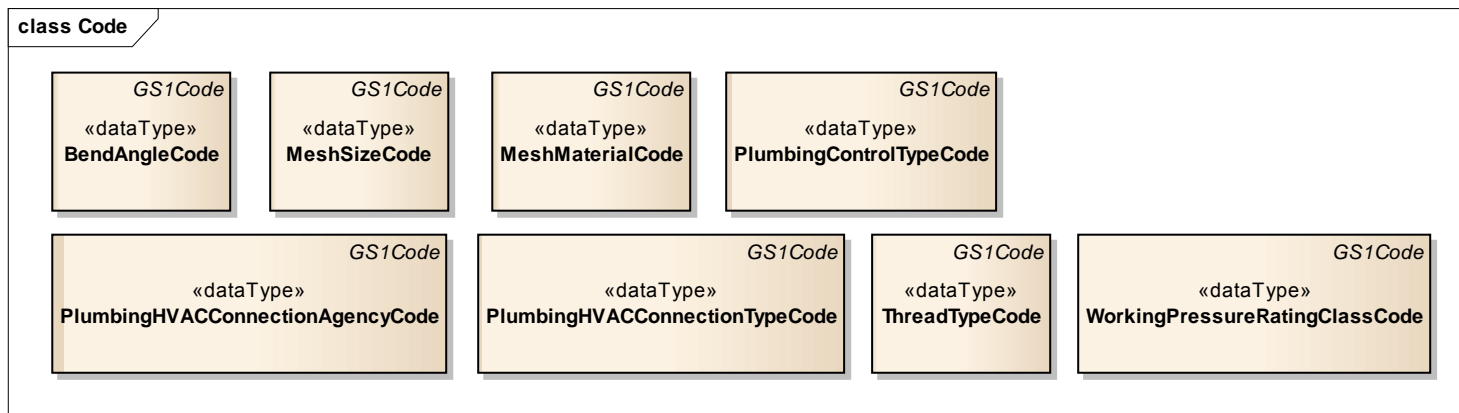 class Code
GS1Code
«dataType»
BendAngleCode
GS1Code
«dataType»
MeshSizeCode
GS1Code
«dataType»
MeshMaterialCode
GS1Code
«dataType»
PlumbingControlTypeCode
GS1Code
«dataType»
PlumbingHVACConnectionAgencyCode
GS1Code
«dataType»
PlumbingHVACConnectionTypeCode
GS1Code
«dataType»
ThreadTypeCode
GS1Code
«dataType»
WorkingPressureRatingClassCode